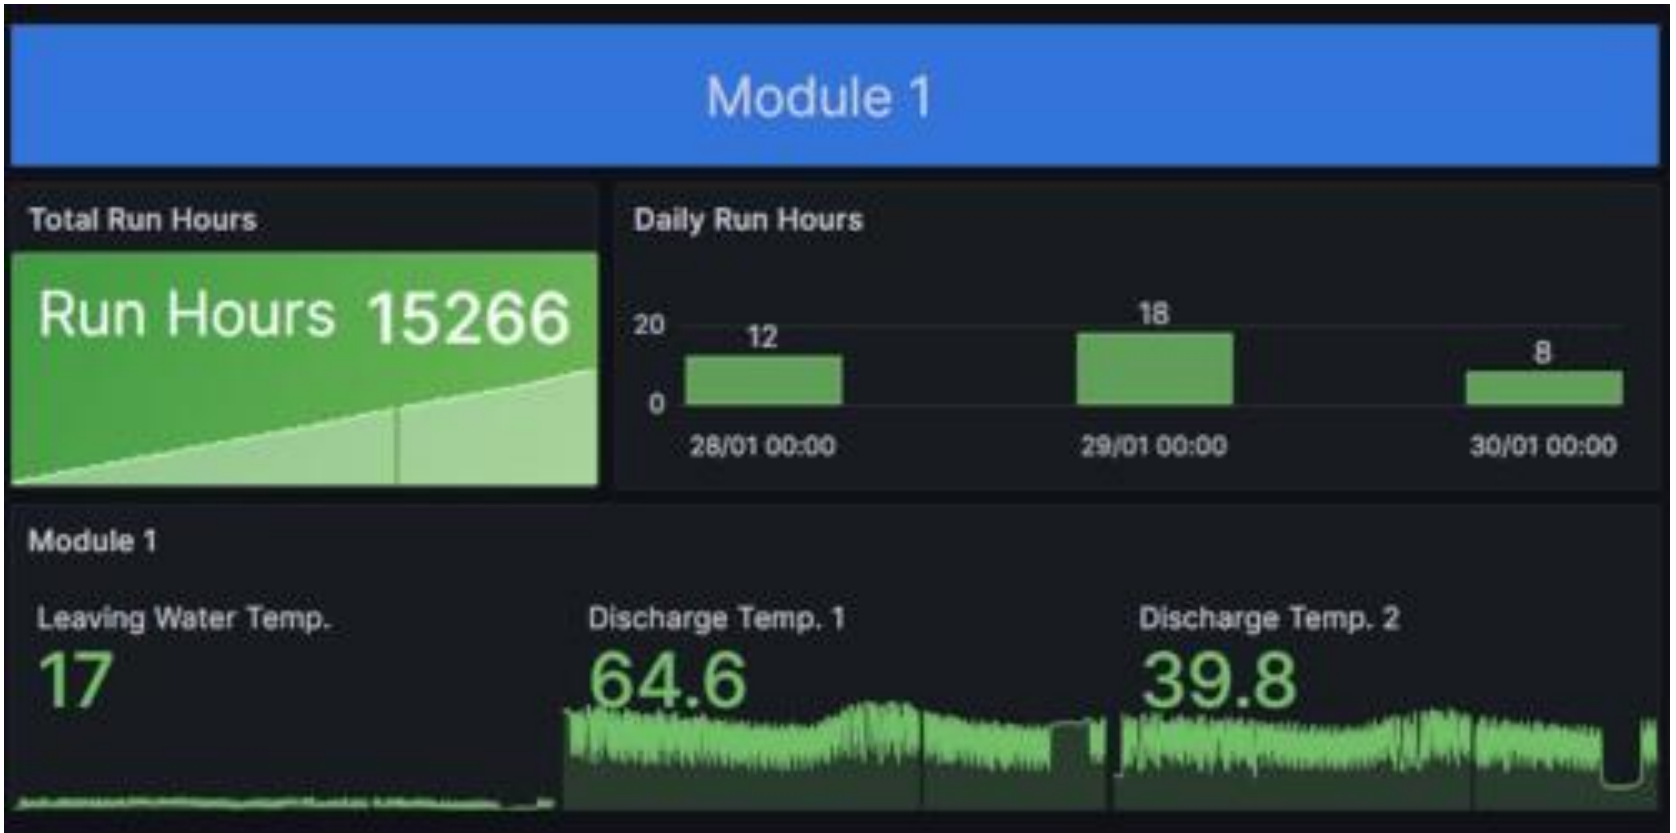 Module 1
Total Run Hours
Run Hours 15266
Daily Run Hours
20
0
12
18
8
28/01 00:00
29/01 00:00
30/01 00:00
Module 1
Leaving Water Temp.
17
Discharge Temp. 1
64.6
Discharge Temp. 2
39.8